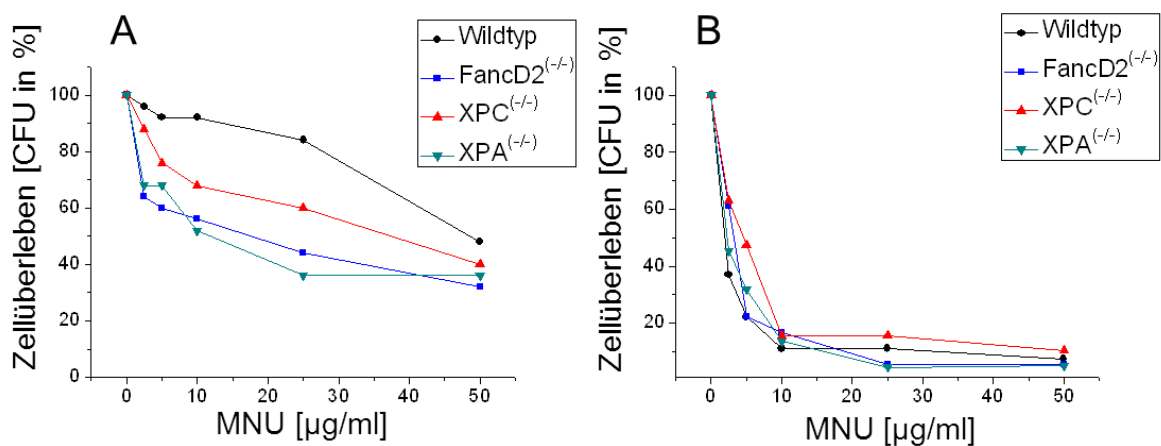 A
Wildtyp
FancD2(-/-)
XPC(-/-)
XPA(-/-)
Zellüberleben [CFU in %]
100
80
60
40
20
0
0 10 20 30 40 50
MNU [µg/ml]
B
Wildtyp
FancD2(-/-)
XPC(-/-)
XPA(-/-)
Zellüberleben [CFU in %]
100
80
60
40
20
0 10 20 30 40 50
MNU [µg/ml]